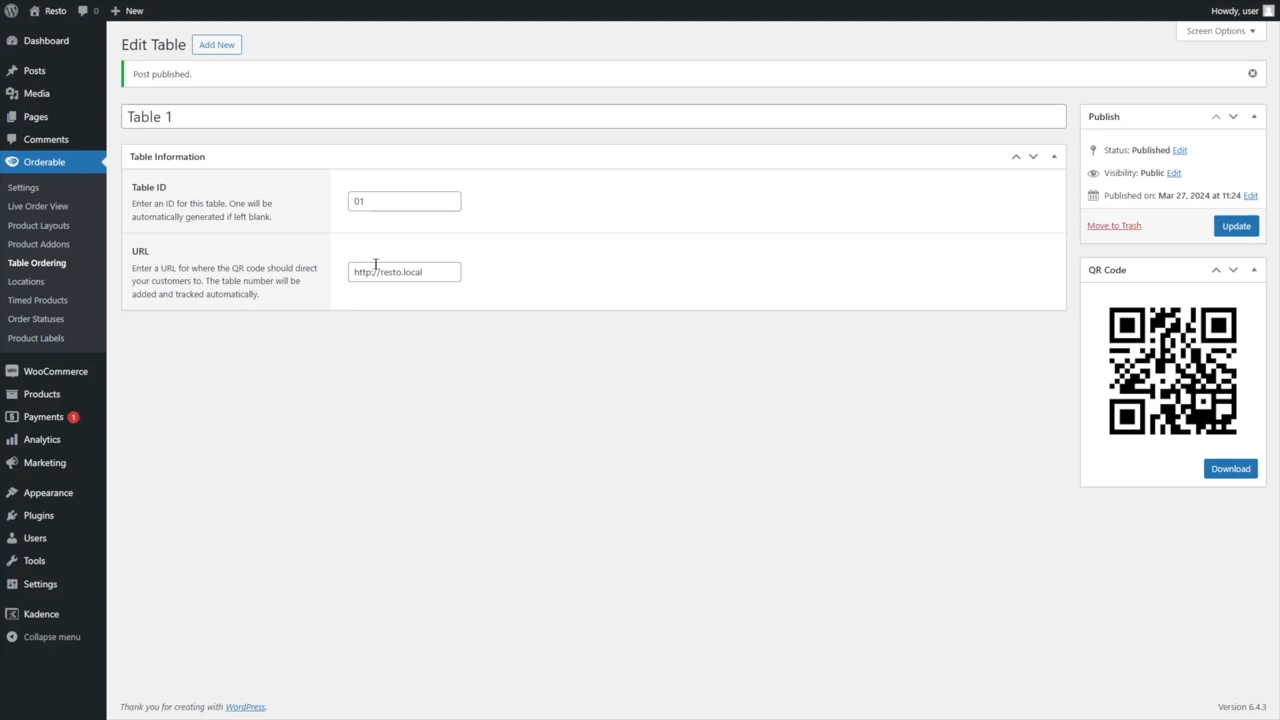 Resto
0
New
Howdy, user
Dashboard
Posts
Media
Pages
Comments
Orderable
Settings
Live Order View
Product Layouts
Product Addons
Table Ordering
Locations
Timed Products
Order Statuses
Product Labels
WooCommerce
Products
Payments 1
Analytics
Marketing
Appearance
Plugins
Users
Tools
Settings
Kadence
Collapse menu
Screen Options
Edit Table
Add New
Post published.
Table 1
Table Information
Table ID
Enter an ID for this table. One will be
automatically generated if left blank.
01
URL
Enter a URL for where the QR code should direct
your customers to. The table number will be
added and tracked automatically.
http://resto.local
Publish
Status: Published Edit
Visibility: Public Edit
Published on: Mar 27, 2024 at 11:24 Edit
Move to Trash
Update
QR Code
Download
Thank you for creating with WordPress.
Version 6.4.3